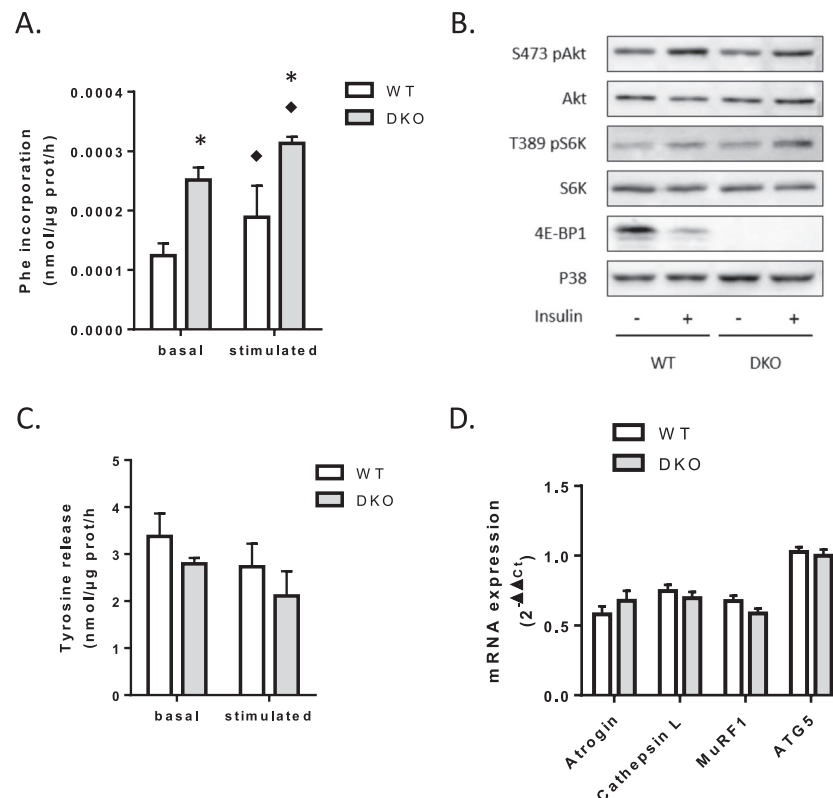 A.
Phe incorporation
(nmol/µg prot/h)
0.0004
0.0003
0.0002
0.0001
0.0000
*
*
basal
stimulated
WT
DKO
B.
S473 pAkt
Akt
T389 pS6K
S6K
4E-BP1
P38
Insulin - + - +
WT DKO
C.
Tyrosine release
(nmol/µg prot/h)
5
4
3
2
1
0
basal
stimulated
WT
DKO
D.
WT
DKO
mRNA expression
(2-▲▲Ct)
1.5
1.0
0.5
0.0
Atrogin
Cathepsin L
MuRF1
ATG5